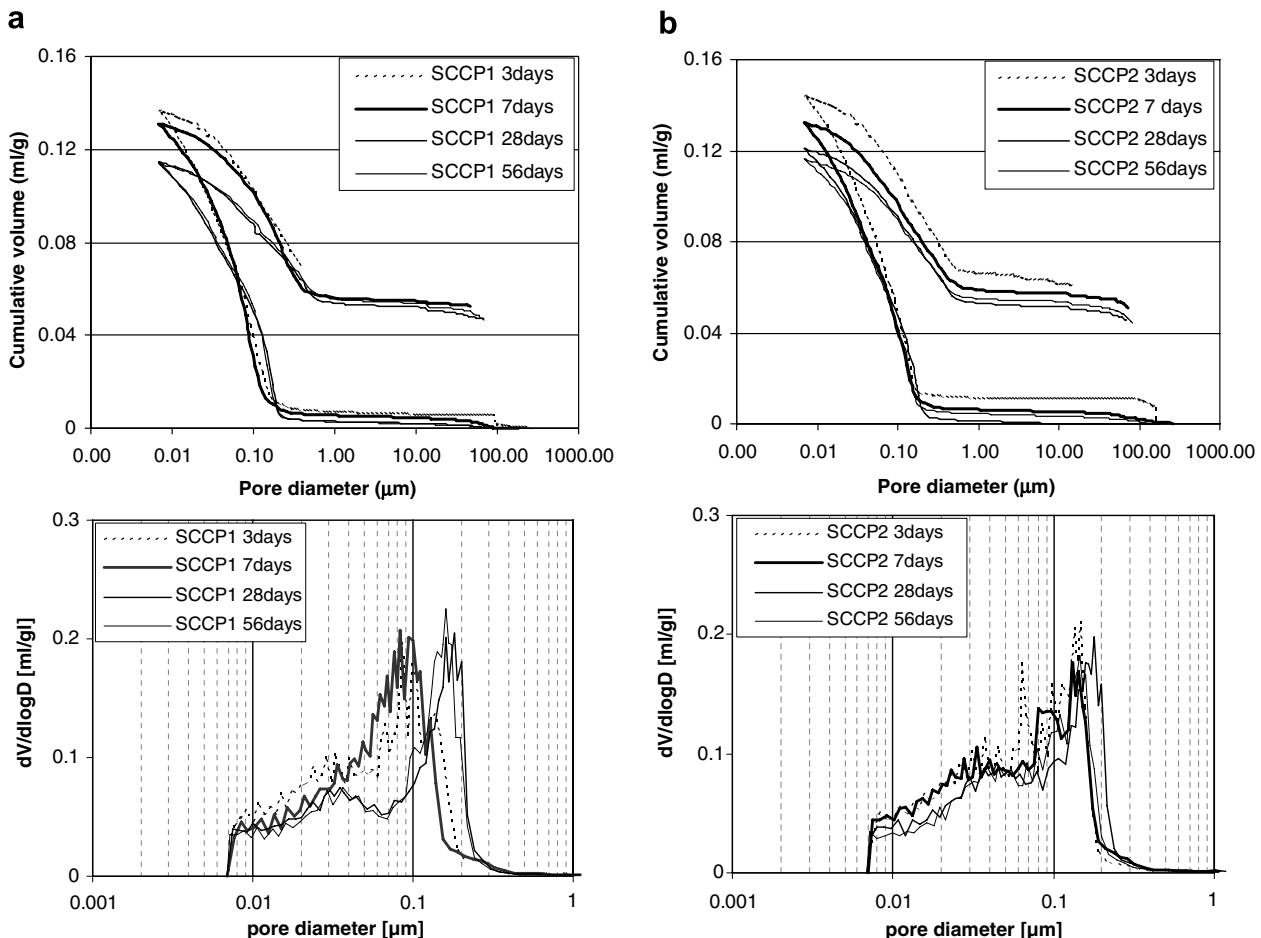 a
0.16
0.12
0.08
0.04
0
Cumulative volume (ml/g)
SCCP1 3days
SCCP1 7days
SCCP1 28days
SCCP1 56days
0.00 0.01 0.10 1.00 10.00 100.00 1000.00
Pore diameter (μm)
b
0.16
0.12
0.08
0.04
0
Cumulative volume (ml/g)
SCCP2 3days
SCCP2 7 days
SCCP2 28days
SCCP2 56days
0.00 0.01 0.10 1.00 10.00 100.00 1000.00
Pore diameter (μm)
0.3
0.2
0.1
0
dV/dlogD [ml/gl]
SCCP1 3days
SCCP1 7days
SCCP1 28days
SCCP1 56days
0.001 0.01 0.1 1
pore diameter [μm]
0.3
0.2
0.1
0
dV/dlogD [ml/gl]
SCCP2 3days
SCCP2 7days
SCCP2 28days
SCCP2 56days
0.001 0.01 0.1 1
pore diameter [μm]